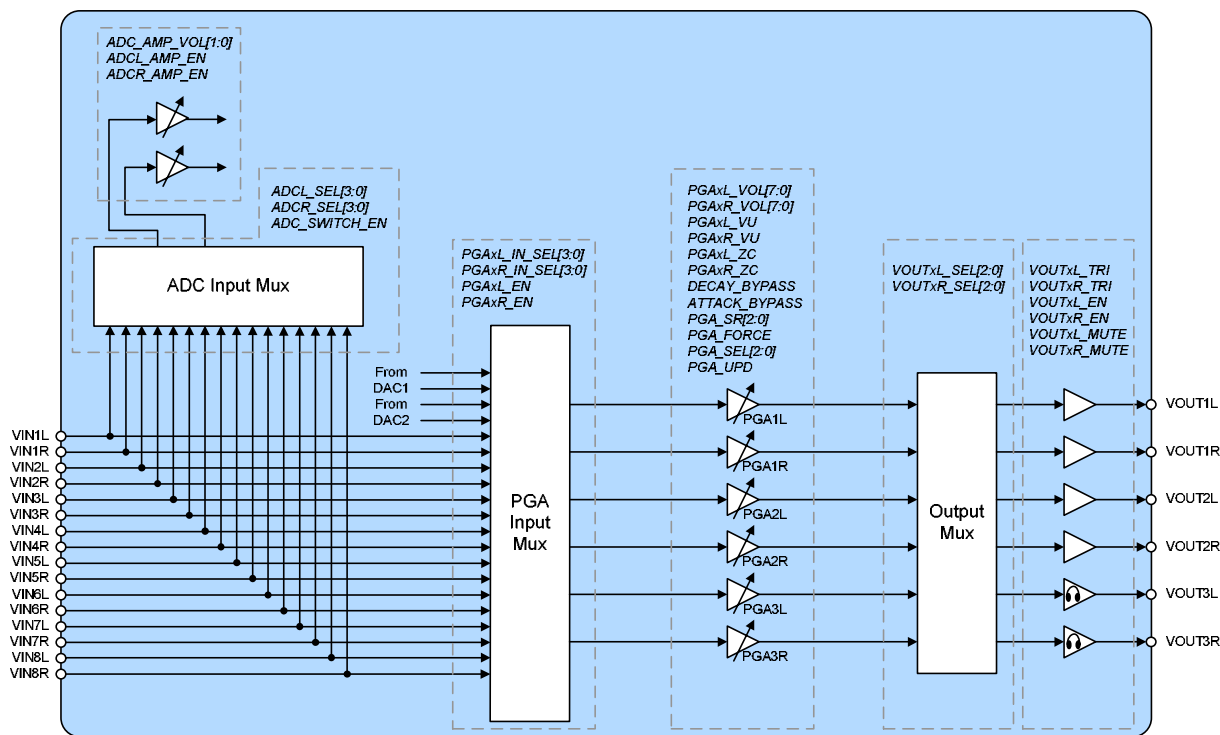 ADC_AMP_VOL[1:0]
ADCL_AMP_EN
ADCR_AMP_EN
ADCL_SEL[3:0]
ADCR_SEL[3:0]
ADC_SWITCH_EN
ADC Input Mux
PGAxL_IN_SEL[3:0]
PGAxR_IN_SEL[3:0]
PGAxL_EN
PGAxR_EN
PGAxL_VOL[7:0]
PGAxR_VOL[7:0]
PGAxL_VU
PGAxR_VU
PGAxL_ZC
PGAxR_ZC
DECAY_BYPASS
ATTACK_BYPASS
PGA_SR[2:0]
PGA_FORCE
PGA_SEL[2:0]
PGA_UPD
VOUTxL_SEL[2:0]
VOUTxR_SEL[2:0]
VOUTxL_TRI
VOUTxR_TRI
VOUTxL_EN
VOUTxR_EN
VOUTxL_MUTE
VOUTxR_MUTE
From
DAC1
From
DAC2
VIN1L
VIN1R
VIN2L
VIN2R
VIN3L
VIN3R
VIN4L
VIN4R
VIN5L
VIN5R
VIN6L
VIN6R
VIN7L
VIN7R
VIN8L
VIN8R
PGA
Input
Mux
PGA1L
PGA1R
PGA2L
PGA2R
PGA3L
PGA3R
Output
Mux
VOUT1L
VOUT1R
VOUT2L
VOUT2R
VOUT3L
VOUT3R